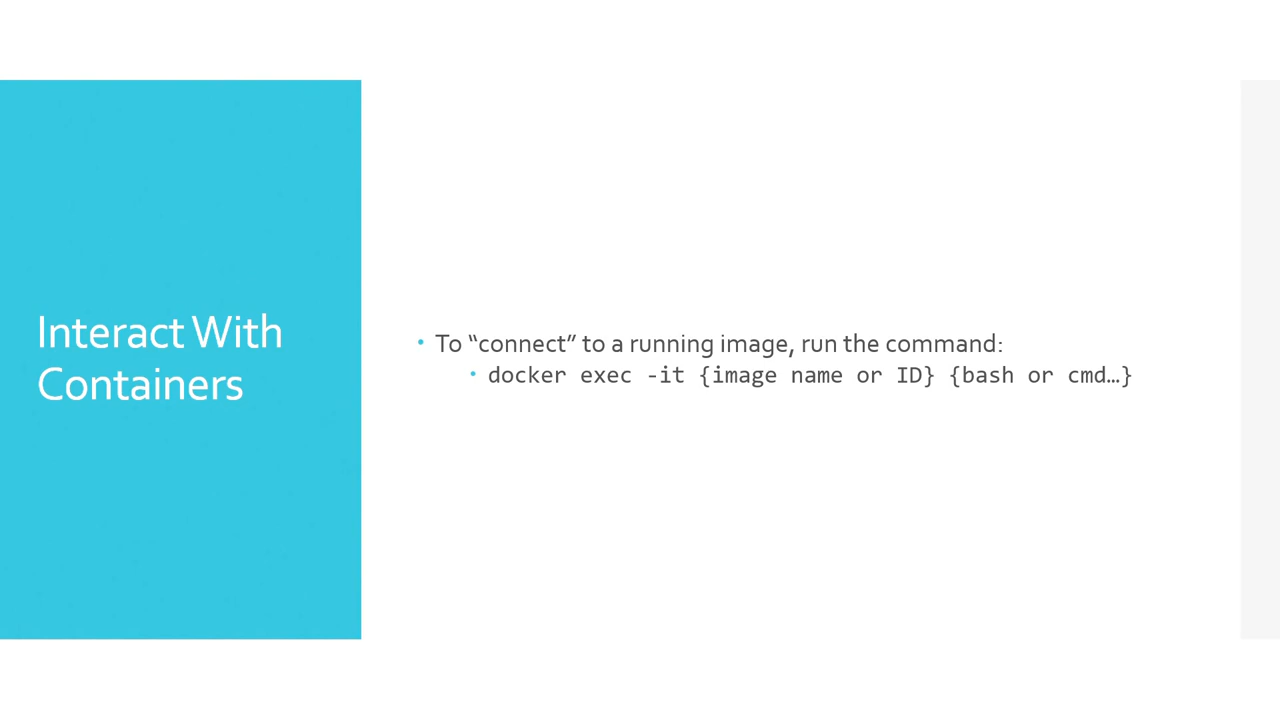 Interact With
Containers
• To “connect” to a running image, run the command:
• docker exec -it {image name or ID} {bash or cmd…}